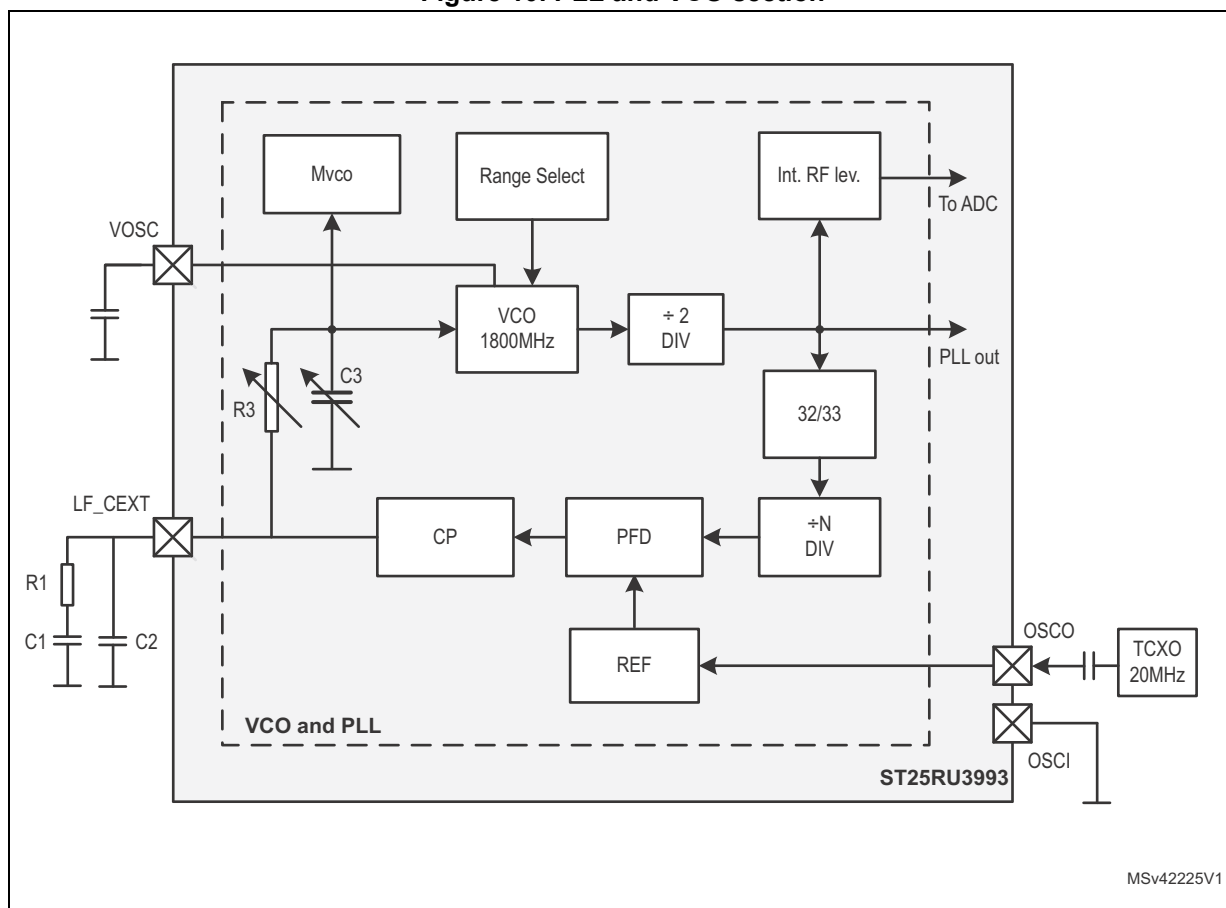 Figure PLL and VCO section
Mvco
Range Select
Int. RF lev.
To ADC
VOSC
VCO
1800MHz
÷ 2
DIV
PLL out
C3
R3
32/33
LF_CEXT
CP
PFD
÷N
DIV
R1
C1
C2
REF
OSCO
TCXO
20MHz
VCO and PLL
OSCI
ST25RU3993
MSv42225V1